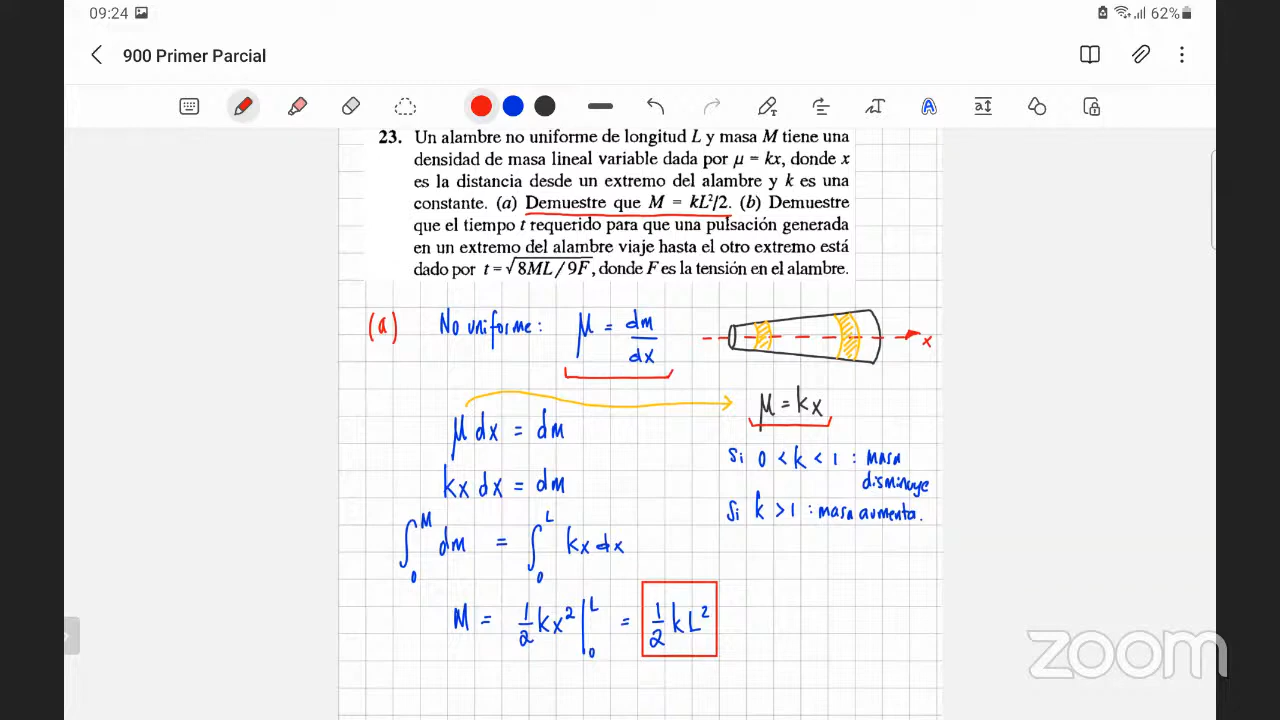 09:24
62%
900 Primer Parcial
23. Un alambre no uniforme de longitud L y masa M tiene una
densidad de masa lineal variable dada por μ = kx, donde x
es la distancia desde un extremo del alambre y k es una
constante. (a) Demuestre que M = kL²/2. (b) Demuestre
que el tiempo t requerido para que una pulsación generada
en un extremo del alambre viaje hasta el otro extremo está
dado por t = √8ML / 9F, donde F es la tensión en el alambre.
(a) No uniforme: μ = dm/dx
x
μ = kx
μ dx = dm
Si 0 < k < 1 : masa
disminuye
kx dx = dm
Si k > 1 : masa aumenta.
∫₀ᴹ dm = ∫₀ᴸ kx dx
M = 1/2 kx² |₀ᴸ = 1/2 kL²
zoom